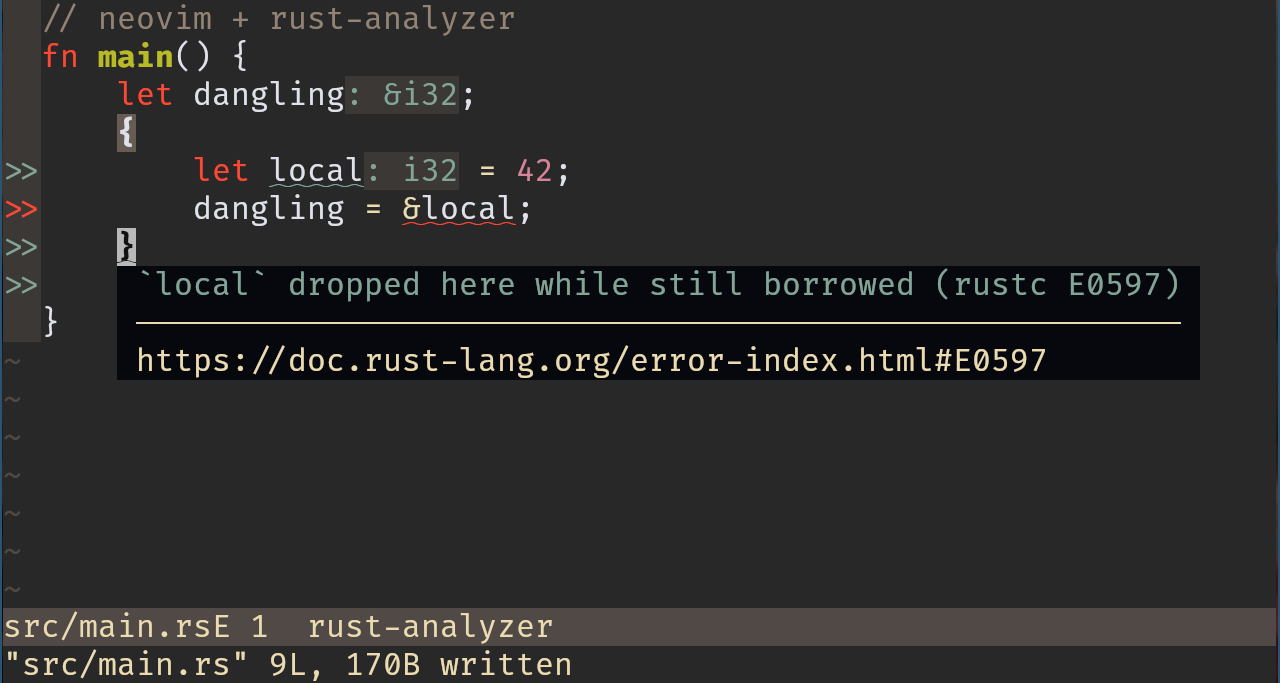 // neovim + rust-analyzer
fn main() {
    let dangling: &i32;
    {
>>        let local: i32 = 42;
>>        dangling = &local;
>>    }
>>    `local` dropped here while still borrowed (rustc E0597)
}
~   https://doc.rust-lang.org/error-index.html#E0597
~
~
~
~
~
~
src/main.rsE 1  rust-analyzer
"src/main.rs" 9L, 170B written